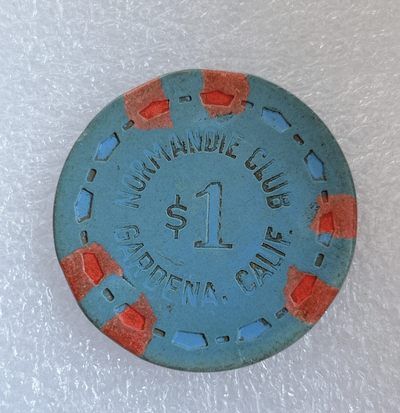 NORMANDIE CLUB
$1
GARDENA, CALIF.